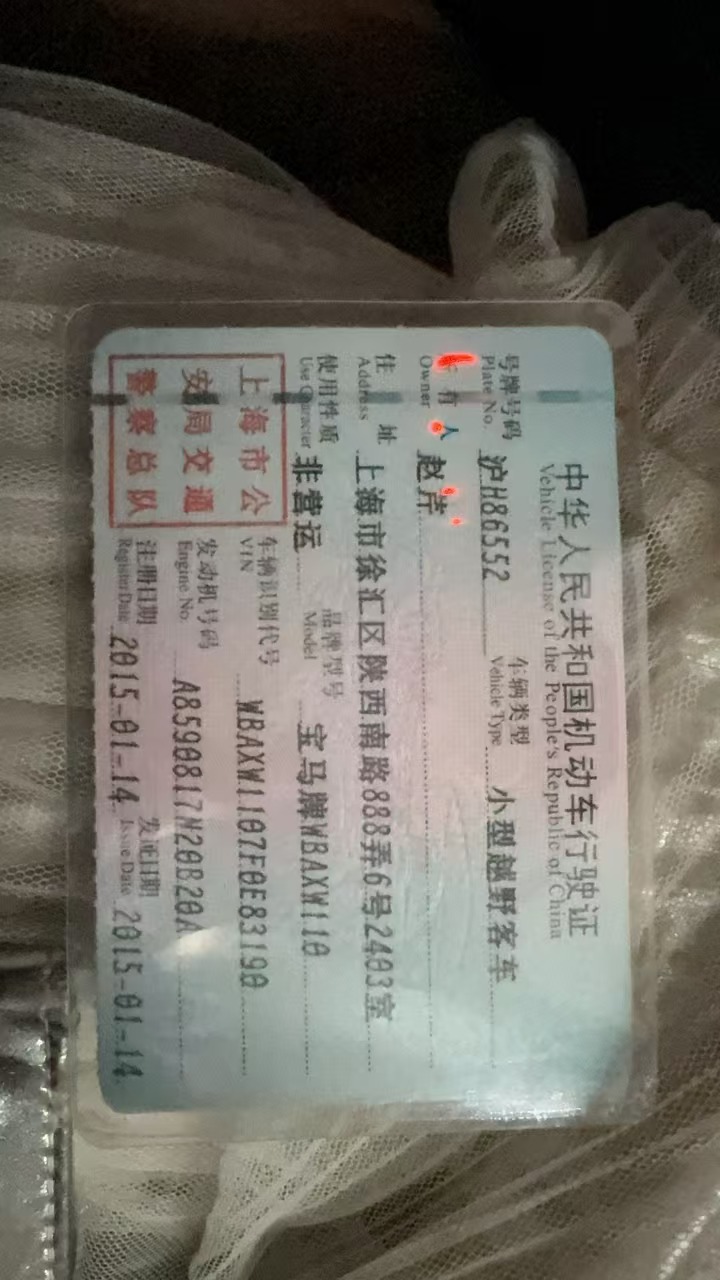 中华人民共和国机动车行驶证
Vehicle License of the People's Republic of China
号牌号码 沪H86552 车辆类型 小型越野客车
Plate No. Vehicle Type
所有人 赵芹
Owner
住址 上海市徐汇区陕西南路888弄6号2403室
Address
使用性质 非营运 品牌型号 宝马牌WBAXW110
Use Character Model
上海市公
安局交通
警察总队
车辆识别代号 WBAXW1107F0E83190
VIN
发动机号码 A8590817N20B20A
Engine No.
注册日期 2015-01-14 发证日期 2015-01-14
Register Date Issue Date